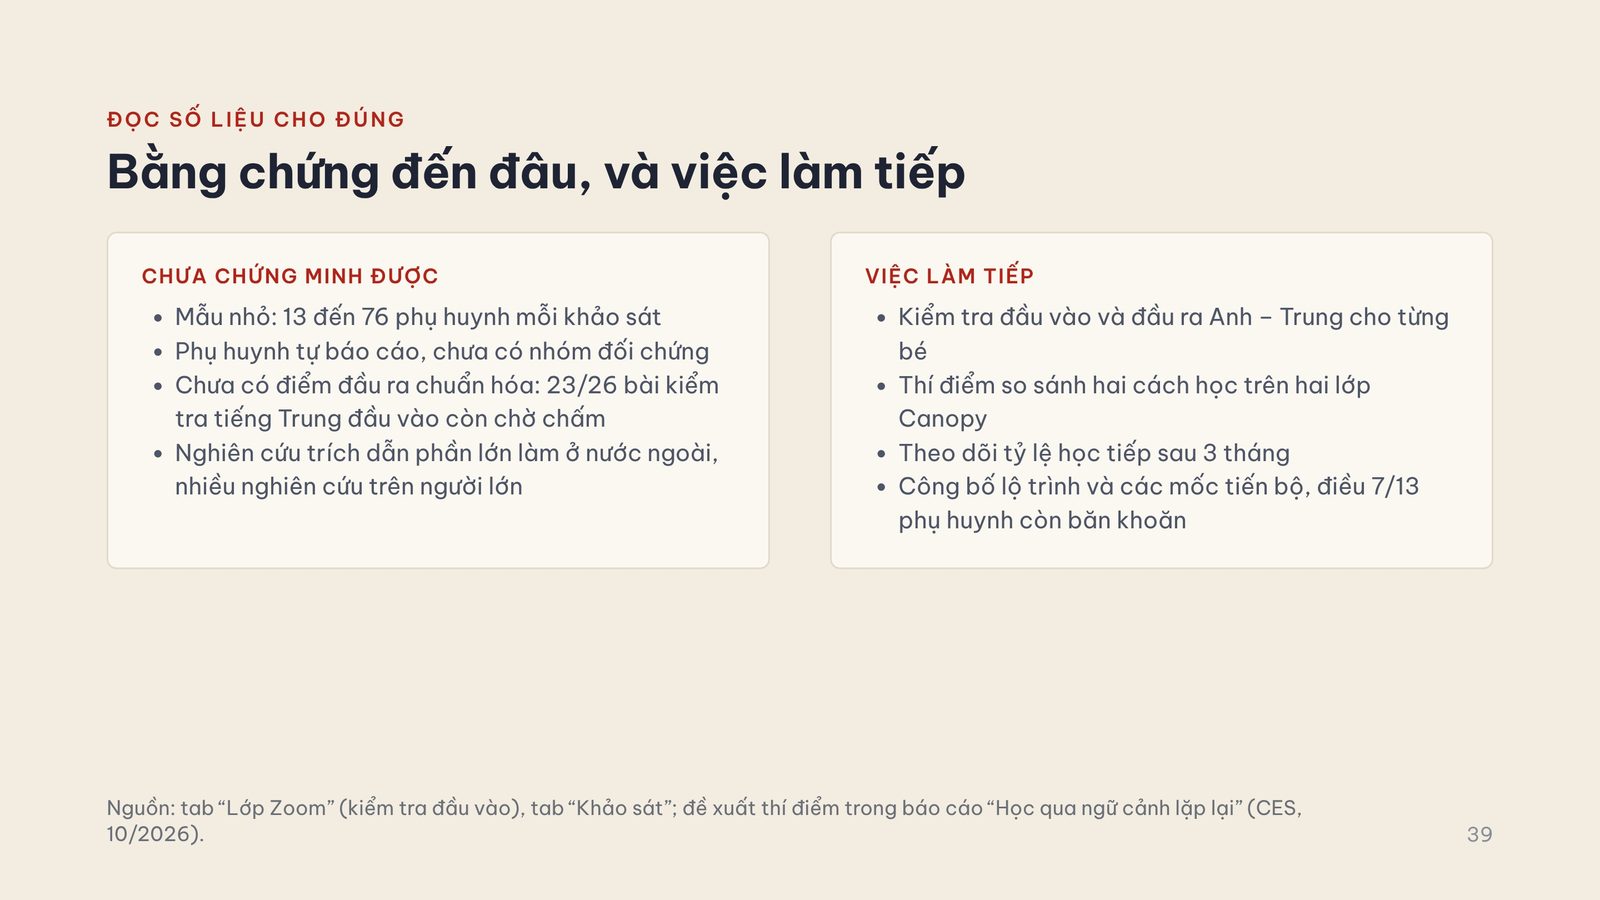 ĐỌC SỐ LIỆU CHO ĐÚNG
Bằng chứng đến đâu, và việc làm tiếp
CHƯA CHỨNG MINH ĐƯỢC
• Mẫu nhỏ: 13 đến 76 phụ huynh mỗi khảo sát
• Phụ huynh tự báo cáo, chưa có nhóm đối chứng
• Chưa có điểm đầu ra chuẩn hóa: 23/26 bài kiểm
tra tiếng Trung đầu vào còn chờ chấm
• Nghiên cứu trích dẫn phần lớn làm ở nước ngoài,
nhiều nghiên cứu trên người lớn
VIỆC LÀM TIẾP
• Kiểm tra đầu vào và đầu ra Anh – Trung cho từng
bé
• Thí điểm so sánh hai cách học trên hai lớp
Canopy
• Theo dõi tỷ lệ học tiếp sau 3 tháng
• Công bố lộ trình và các mốc tiến bộ, điều 7/13
phụ huynh còn băn khoăn
Nguồn: tab “Lớp Zoom” (kiểm tra đầu vào), tab “Khảo sát”; đề xuất thí điểm trong báo cáo “Học qua ngữ cảnh lặp lại” (CES,
10/2026).
39